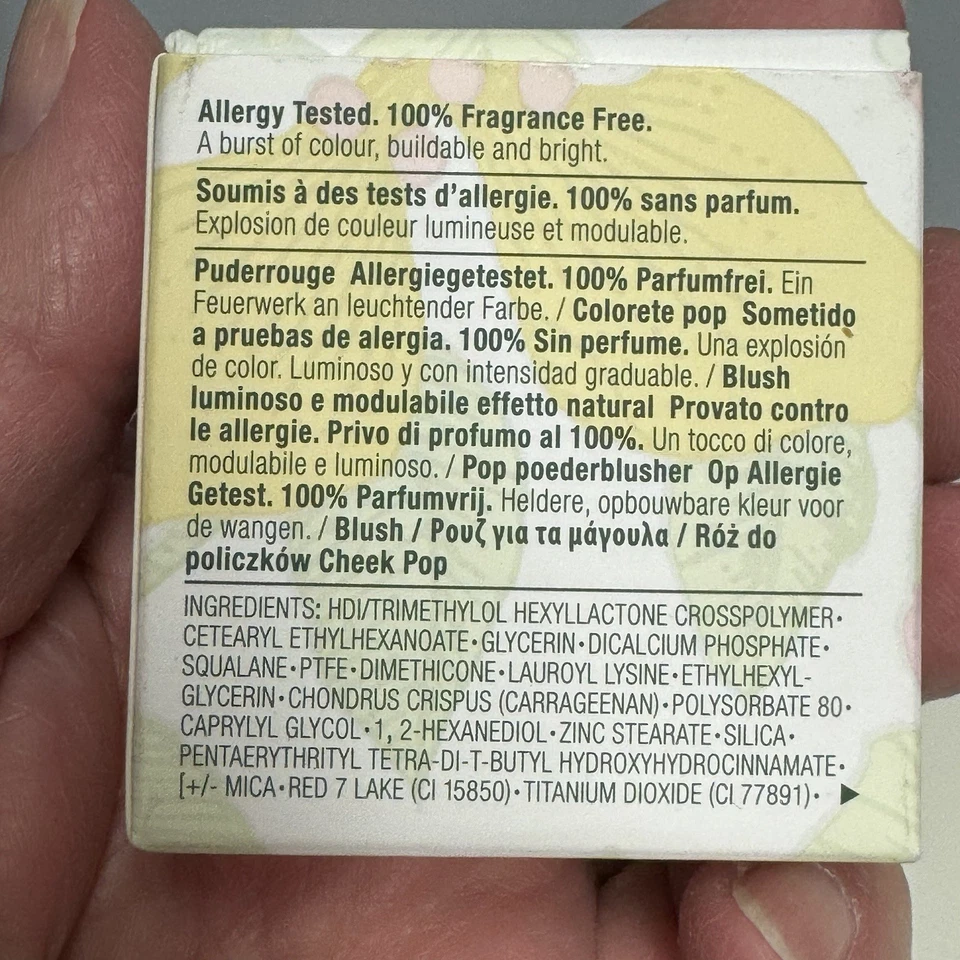 Allergy Tested. 100% Fragrance Free.
A burst of colour, buildable and bright.
Soumis à des tests d'allergie. 100% sans parfum.
Explosion de couleur lumineuse et modulable.
Puderrouge Allergiegetestet. 100% Parfumfrei. Ein
Feuerwerk an leuchtender Farbe. / Colorete pop Sometido
a pruebas de alergia. 100% Sin perfume. Una explosión
de color. Luminoso y con intensidad graduable. / Blush
luminoso e modulabile effetto natural Provato contro
le allergie. Privo di profumo al 100%. Un tocco di colore,
modulabile e luminoso. / Pop poederblusher Op Allergie
Getest. 100% Parfumvrij. Heldere, opbouwbare kleur voor
de wangen. / Blush / Ρουζ για τα μάγουλα / Róż do
policzków Cheek Pop
INGREDIENTS: HDI/TRIMETHYLOL HEXYLLACTONE CROSSPOLYMER•
CETEARYL ETHYLHEXANOATE•GLYCERIN•DICALCIUM PHOSPHATE•
SQUALANE•PTFE•DIMETHICONE•LAUROYL LYSINE•ETHYLHEXYL-
GLYCERIN•CHONDRUS CRISPUS (CARRAGEENAN)•POLYSORBATE 80•
CAPRYLYL GLYCOL•1, 2-HEXANEDIOL•ZINC STEARATE•SILICA•
PENTAERYTHRITYL TETRA-DI-T-BUTYL HYDROXYHYDROCINNAMATE•
[+/- MICA•RED 7 LAKE (CI 15850)•TITANIUM DIOXIDE (CI 77891)• ▶